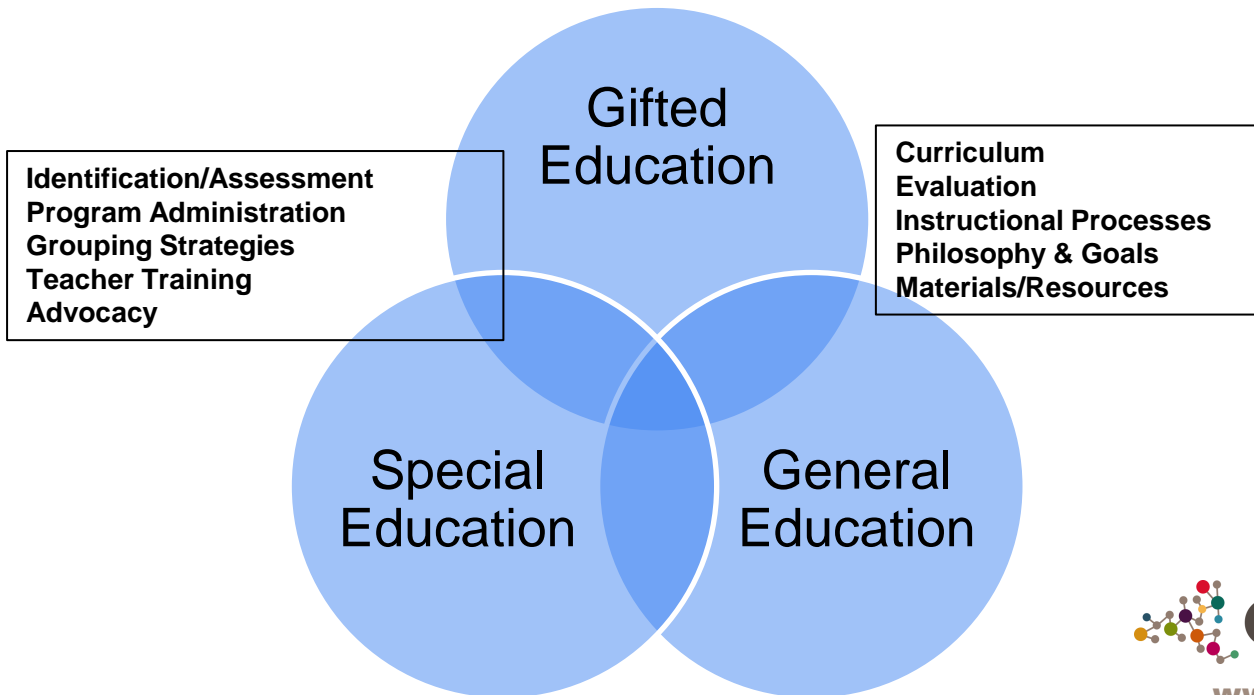 Gifted
Education
Identification/Assessment
Program Administration
Grouping Strategies
Teacher Training
Advocacy
Curriculum
Evaluation
Instructional Processes
Philosophy & Goals
Materials/Resources
Special
Education
General
Education